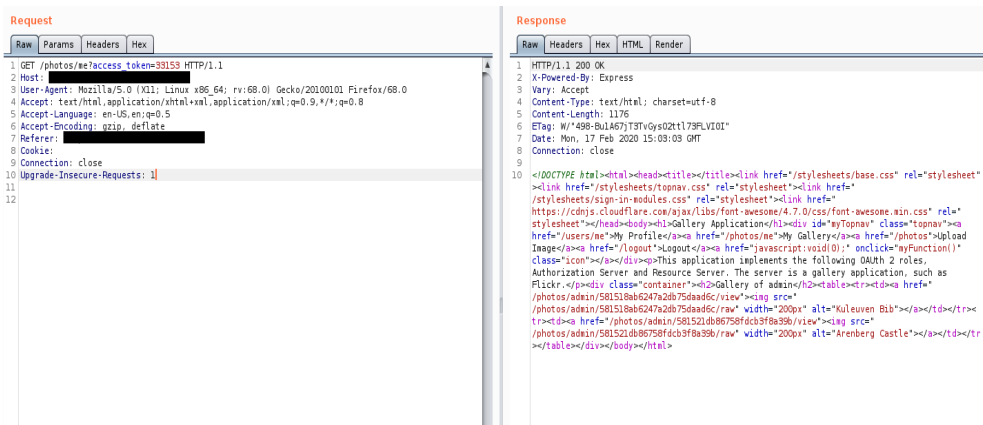 Request
Raw Params Headers Hex
1 GET /photos/me?access_token=33153 HTTP/1.1
2 Host:
3 User-Agent: Mozilla/5.0 (X11; Linux x86_64; rv:68.0) Gecko/20100101 Firefox/68.0
4 Accept: text/html,application/xhtml+xml,application/xml;q=0.9,*/*;q=0.8
5 Accept-Language: en-US,en;q=0.5
6 Accept-Encoding: gzip, deflate
7 Referer:
8 Cookie:
9 Connection: close
10 Upgrade-Insecure-Requests: 1
11
12
Response
Raw Headers Hex HTML Render
1 HTTP/1.1 200 OK
2 X-Powered-By: Express
3 Vary: Accept
4 Content-Type: text/html; charset=utf-8
5 Content-Length: 1176
6 ETag: W/"498-Bu1A67jT3TvGysO2ttl73FLVI0I"
7 Date: Mon, 17 Feb 2020 15:03:03 GMT
8 Connection: close
9
10 <!DOCTYPE html><html><head><title></title><link href="/stylesheets/base.css" rel="stylesheet"
><link href="/stylesheets/topnav.css" rel="stylesheet"><link href="
/stylesheets/sign-in-modules.css" rel="stylesheet"><link href="
https://cdnjs.cloudflare.com/ajax/libs/font-awesome/4.7.0/css/font-awesome.min.css" rel="
stylesheet"></head><body><h1>Gallery Application</h1><div id="myTopnav" class="topnav"><a
href="/users/me">My Profile</a><a href="/photos/me">My Gallery</a><a href="/photos">Upload
Image</a><a href="/logout">Logout</a><a href="javascript:void(0);" onclick="myFunction()"
class="icon"></a></div><p>This application implements the following OAUth 2 roles,
Authorization Server and Resource Server. The server is a gallery application, such as
Flickr.</p><div class="container"><h2>Gallery of admin</h2><table><tr><td><a href="
/photos/admin/581518ab6247a2db75daad6c/view"><img src="
/photos/admin/581518ab6247a2db75daad6c/raw" width="200px" alt="Kuleuven Bib"></a></td></tr><
tr><td><a href="/photos/admin/581521db86758fdcb3f8a39b/view"><img src="
/photos/admin/581521db86758fdcb3f8a39b/raw" width="200px" alt="Arenberg Castle"></a></td></tr
></table></div></body></html>